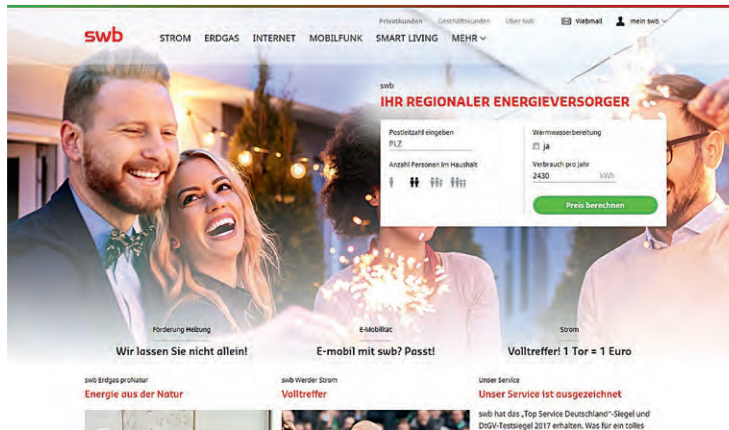 Privatkunden Geschäftskunden Über swb Webmail mein swb
swb
STROM ERDGAS INTERNET MOBILFUNK SMART LIVING MEHR
swb
IHR REGIONALER ENERGIEVERSORGER
Postleitzahl eingeben
PLZ
Anzahl Personen im Haushalt
Warmwasserbereitung
ja
Verbrauch pro Jahr
2430 kWh
Preis berechnen
Förderung Heizung
Wir lassen Sie nicht allein!
E-Mobilität
E-mobil mit swb? Passt!
Strom
Volltreffer! 1 Tor = 1 Euro
swb Erdgas proNatur
Energie aus der Natur
swb Werder Strom
Volltreffer
Unser Service
Unser Service ist ausgezeichnet
swb hat das „Top Service Deutschland"-Siegel und
DtGV-Testsiegel 2017 erhalten. Was für ein tolles